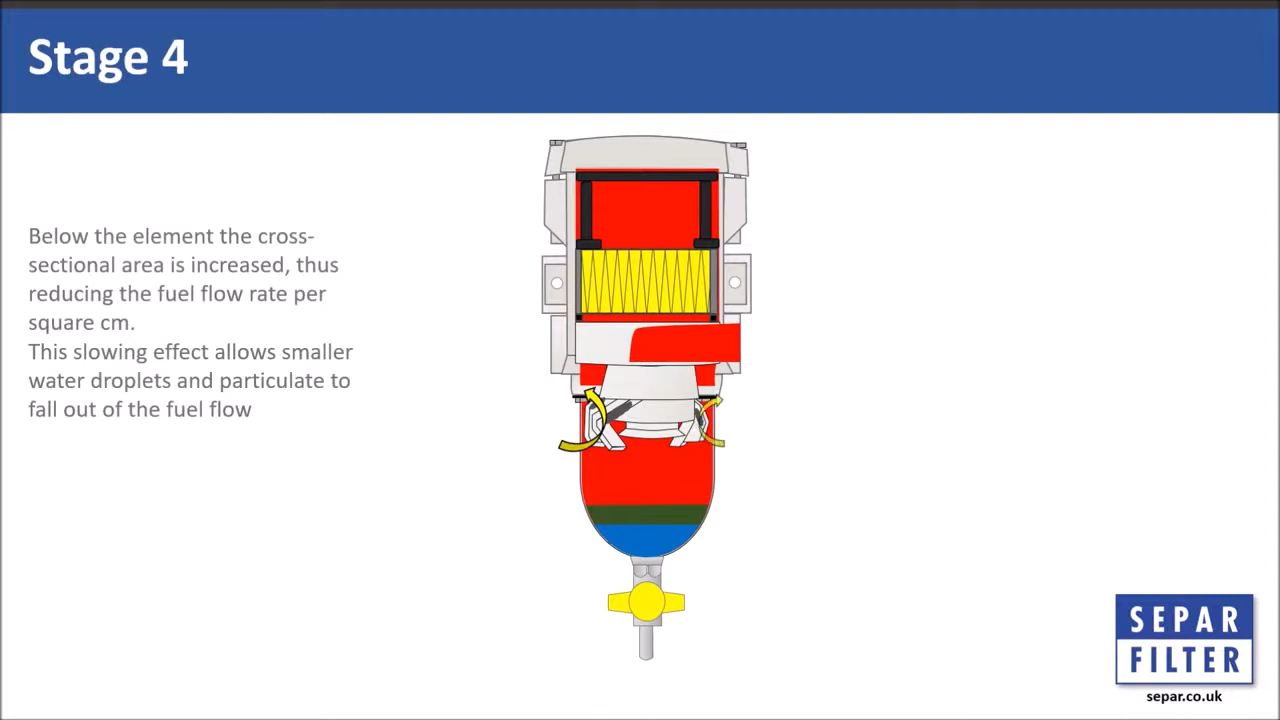 Stage 4
Below the element the cross-
sectional area is increased, thus
reducing the fuel flow rate per
square cm.
This slowing effect allows smaller
water droplets and particulate to
fall out of the fuel flow
SEPAR
FILTER
separ.co.uk